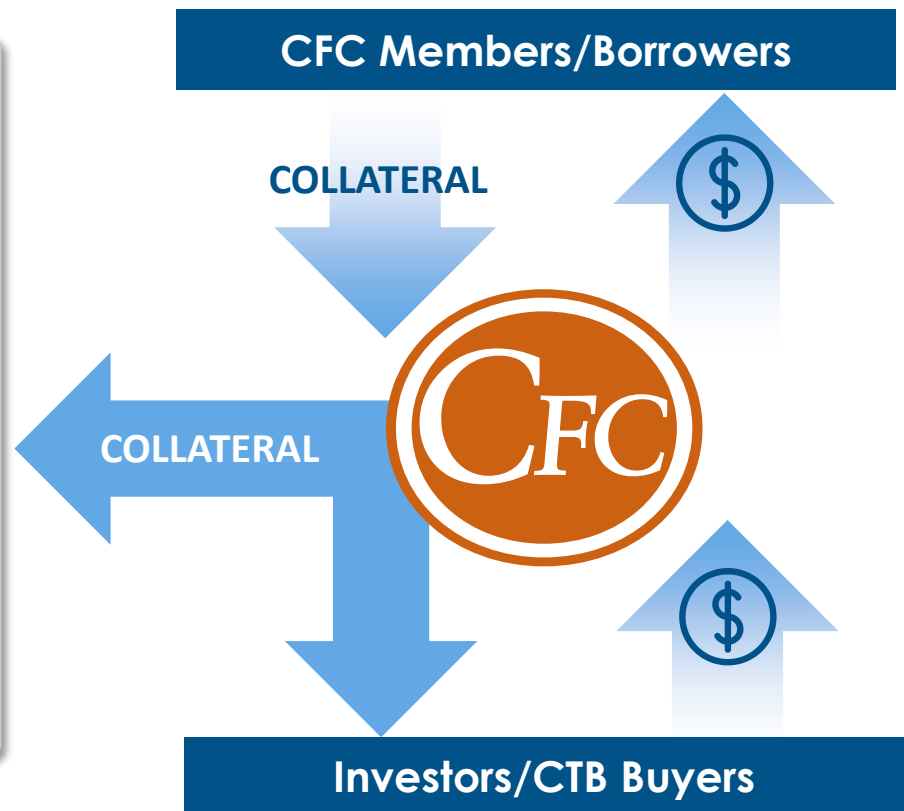 CFC Members/Borrowers
COLLATERAL
$
CFC
COLLATERAL
$
Investors/CTB Buyers